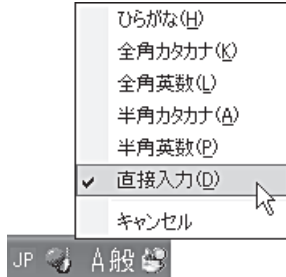 ひらがな(H)
全角カタカナ(K)
全角英数(L)
半角カタカナ(A)
半角英数(P)
直接入力(D)
キャンセル
JP A般